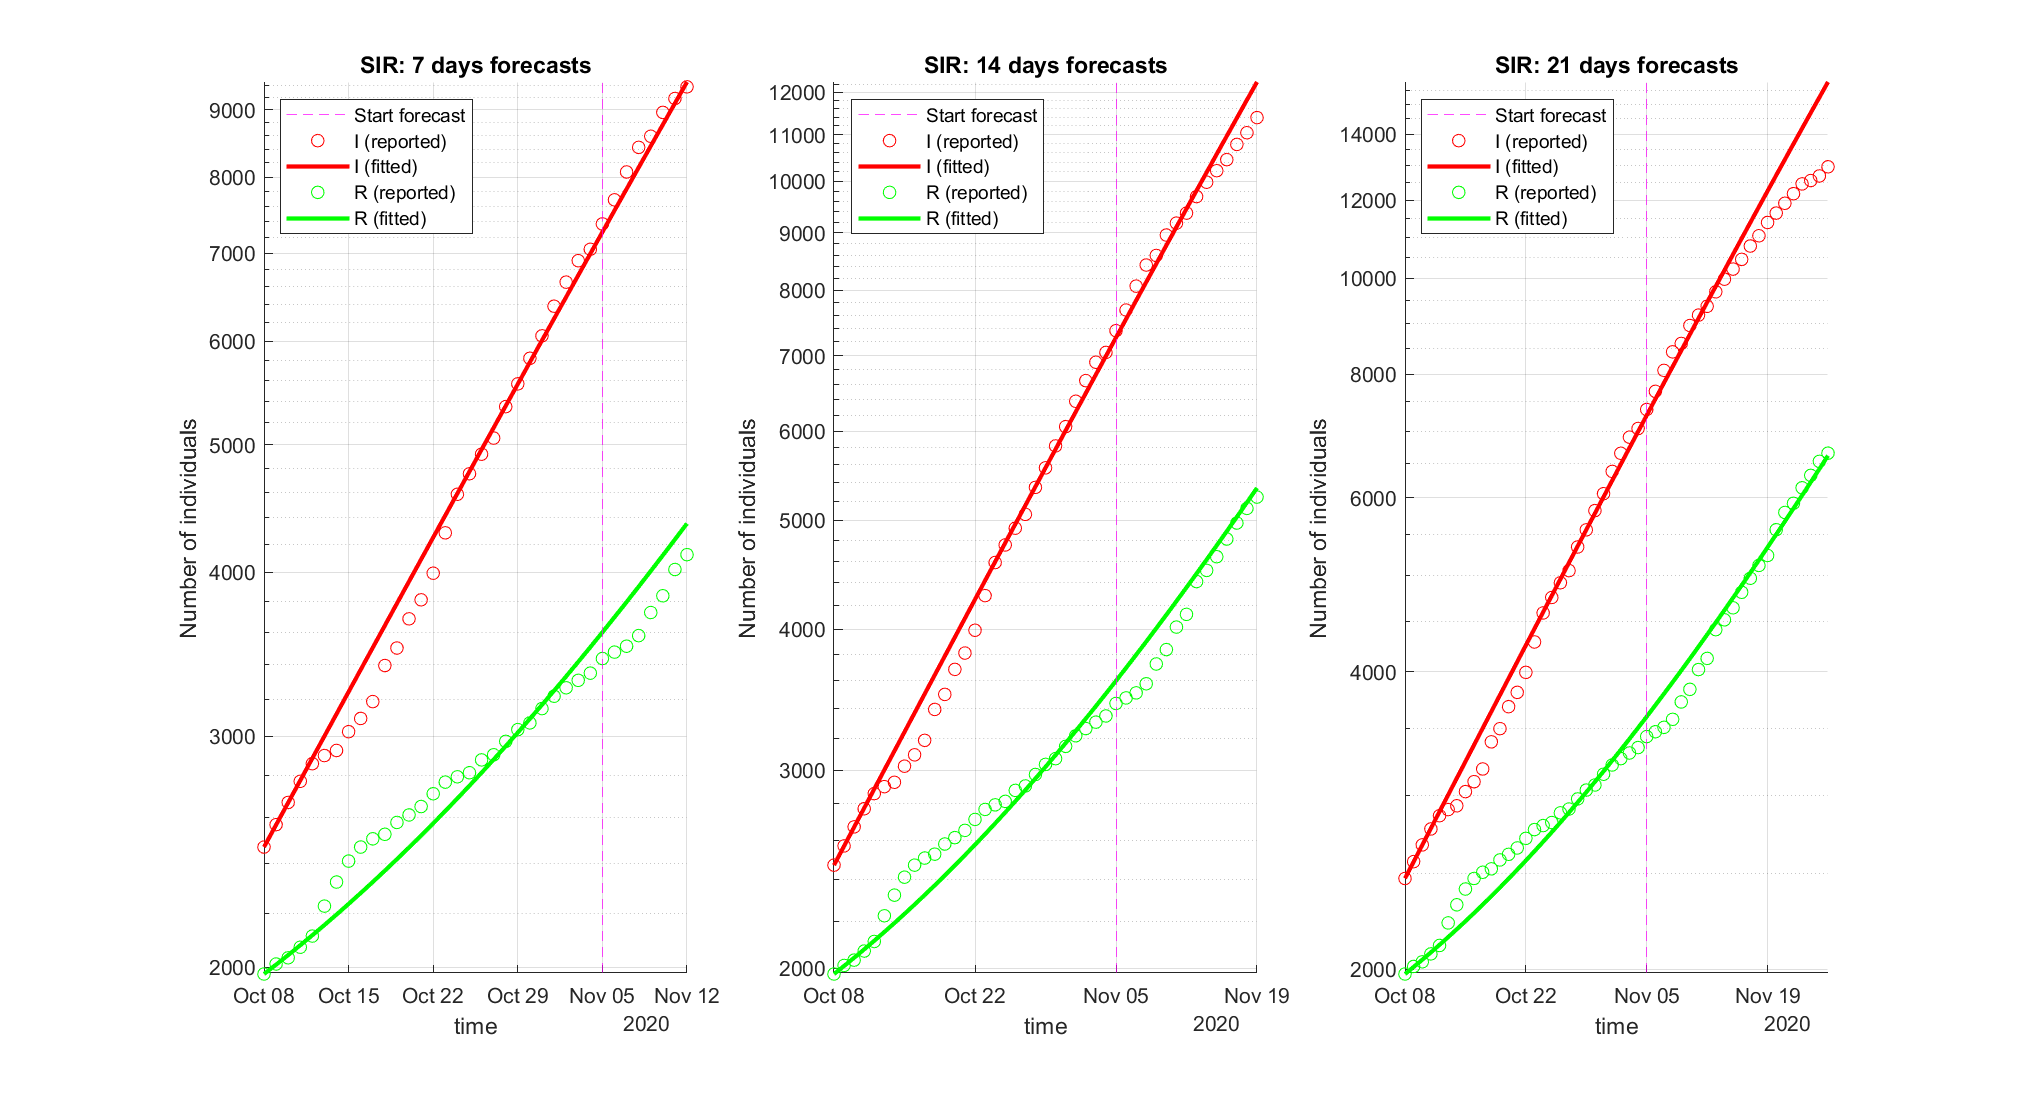 SIR: 7 days forecasts
Start forecast
I (reported)
I (fitted)
R (reported)
R (fitted)
9000
8000
7000
6000
5000
4000
3000
2000
Number of individuals
Oct 08 Oct 15 Oct 22 Oct 29 Nov 05 Nov 12
time
2020
SIR: 14 days forecasts
Start forecast
I (reported)
I (fitted)
R (reported)
R (fitted)
12000
11000
10000
9000
8000
7000
6000
5000
4000
3000
2000
Number of individuals
Oct 08 Oct 22 Nov 05 Nov 19
time
2020
SIR: 21 days forecasts
Start forecast
I (reported)
I (fitted)
R (reported)
R (fitted)
14000
12000
10000
8000
6000
4000
2000
Number of individuals
Oct 08 Oct 22 Nov 05 Nov 19
time
2020